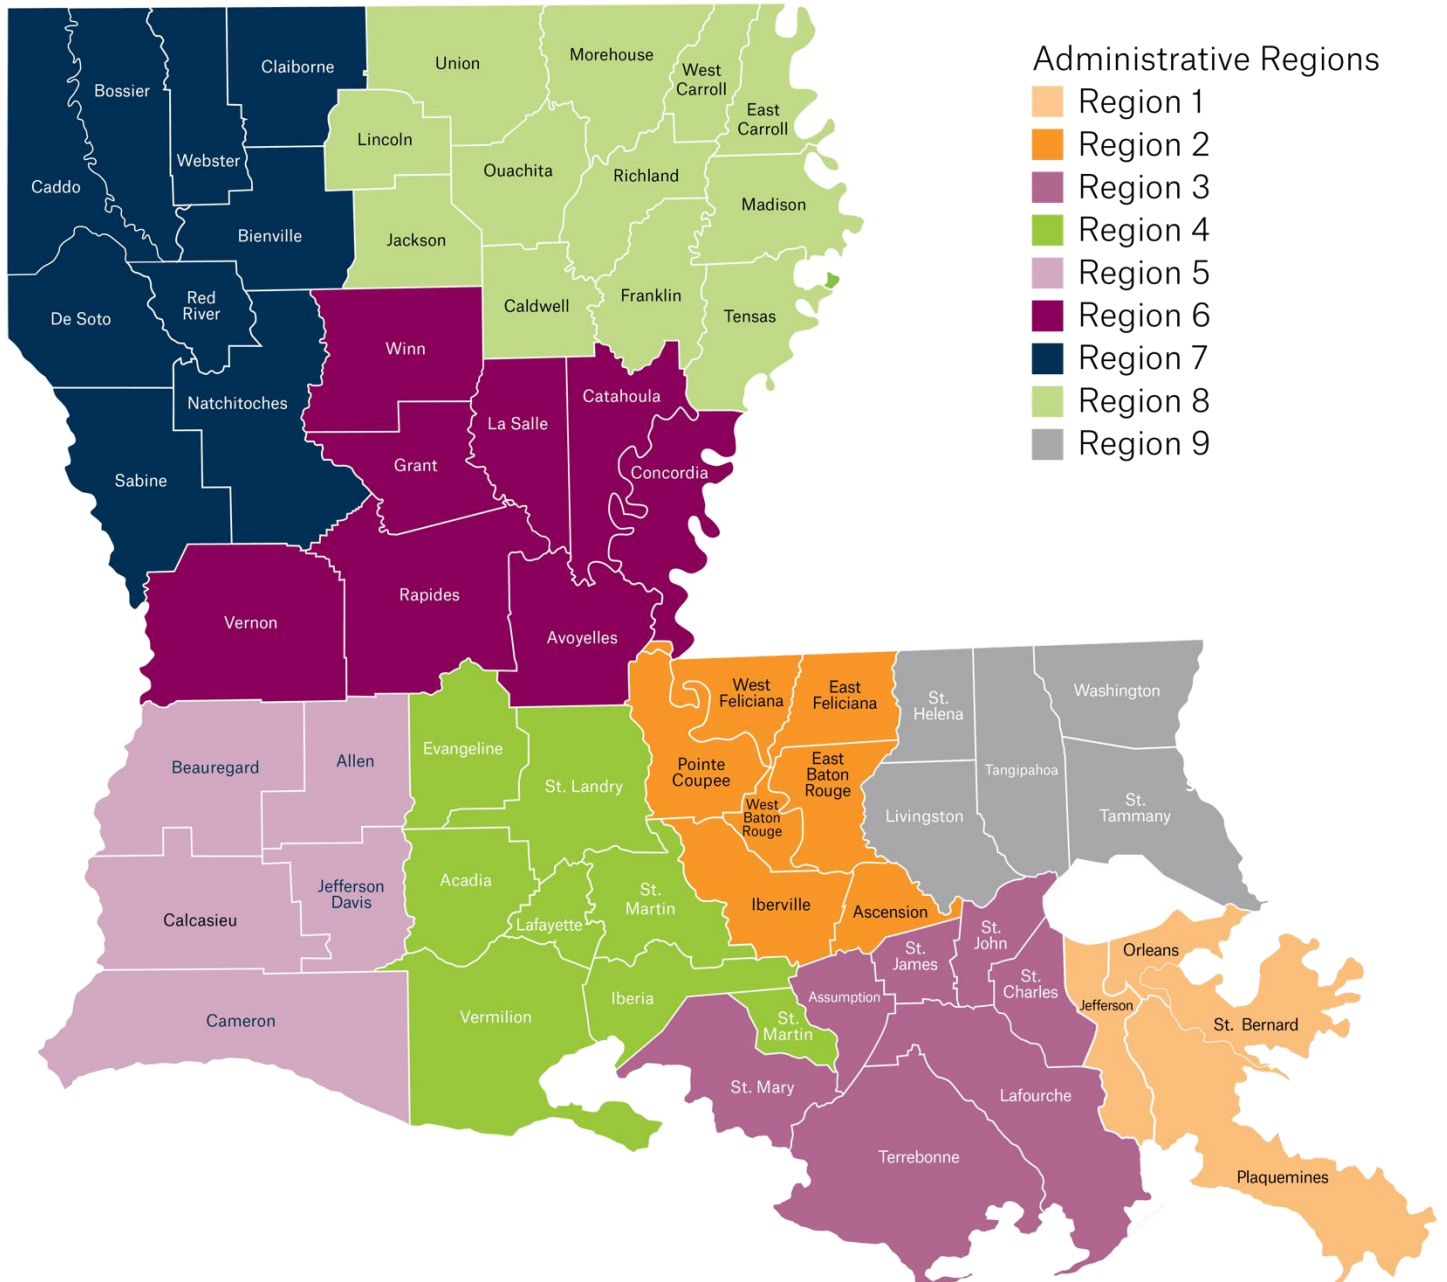 Administrative Regions
Region 1
Region 2
Region 3
Region 4
Region 5
Region 6
Region 7
Region 8
Region 9
Claiborne
Bossier
Webster
Caddo
Bienville
De Soto
Red
River
Natchitoches
Sabine
Union
Morehouse
West
Carroll
East
Carroll
Lincoln
Ouachita
Richland
Madison
Jackson
Caldwell
Franklin
Tensas
Winn
Catahoula
La Salle
Grant
Concordia
Rapides
Vernon
Avoyelles
Beauregard
Allen
Jefferson
Davis
Calcasieu
Cameron
Evangeline
St. Landry
Acadia
Lafayette
St.
Martin
Iberia
Vermilion
St.
Martin
West
Feliciana
East
Feliciana
Pointe
Coupee
East
Baton
Rouge
West
Baton
Rouge
Iberville
Ascension
St.
Helena
Tangipahoa
Washington
Livingston
St.
Tammany
St.
John
St.
James
St.
Charles
Assumption
St. Mary
Lafourche
Terrebonne
Orleans
Jefferson
St. Bernard
Plaquemines